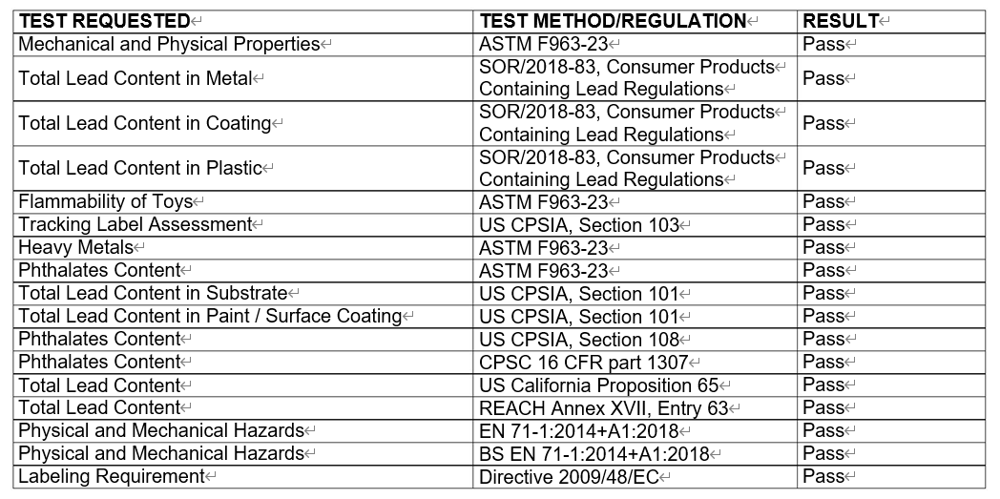 TEST REQUESTED TEST METHOD/REGULATION RESULT
Mechanical and Physical Properties ASTM F963-23 Pass
Total Lead Content in Metal SOR/2018-83, Consumer Products
Containing Lead Regulations Pass
Total Lead Content in Coating SOR/2018-83, Consumer Products
Containing Lead Regulations Pass
Total Lead Content in Plastic SOR/2018-83, Consumer Products
Containing Lead Regulations Pass
Flammability of Toys ASTM F963-23 Pass
Tracking Label Assessment US CPSIA, Section 103 Pass
Heavy Metals ASTM F963-23 Pass
Phthalates Content ASTM F963-23 Pass
Total Lead Content in Substrate US CPSIA, Section 101 Pass
Total Lead Content in Paint / Surface Coating US CPSIA, Section 101 Pass
Phthalates Content US CPSIA, Section 108 Pass
Phthalates Content CPSC 16 CFR part 1307 Pass
Total Lead Content US California Proposition 65 Pass
Total Lead Content REACH Annex XVII, Entry 63 Pass
Physical and Mechanical Hazards EN 71-1:2014+A1:2018 Pass
Physical and Mechanical Hazards BS EN 71-1:2014+A1:2018 Pass
Labeling Requirement Directive 2009/48/EC Pass